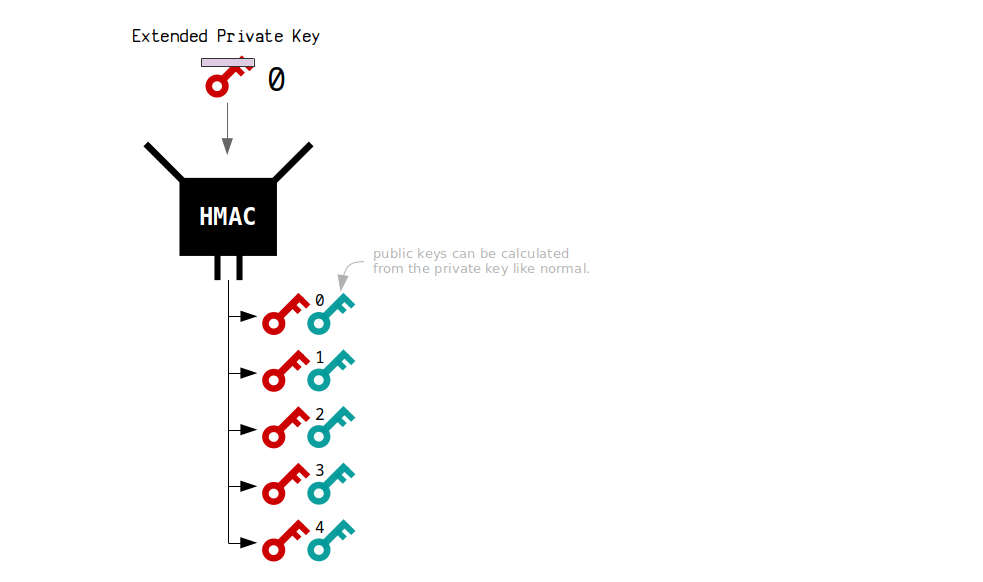 Extended Private Key
0
HMAC
public keys can be calculated
from the private key like normal.
0
1
2
3
4